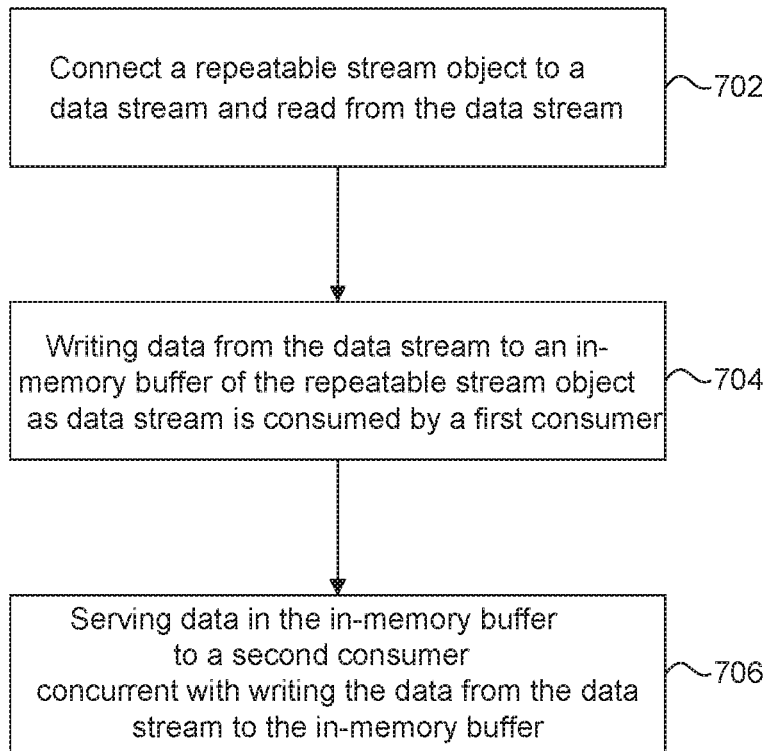 Connect a repeatable stream object to a
data stream and read from the data stream
702
Writing data from the data stream to an in-
memory buffer of the repeatable stream object
as data stream is consumed by a first consumer
704
Serving data in the in-memory buffer
to a second consumer
concurrent with writing the data from the data
stream to the in-memory buffer
706